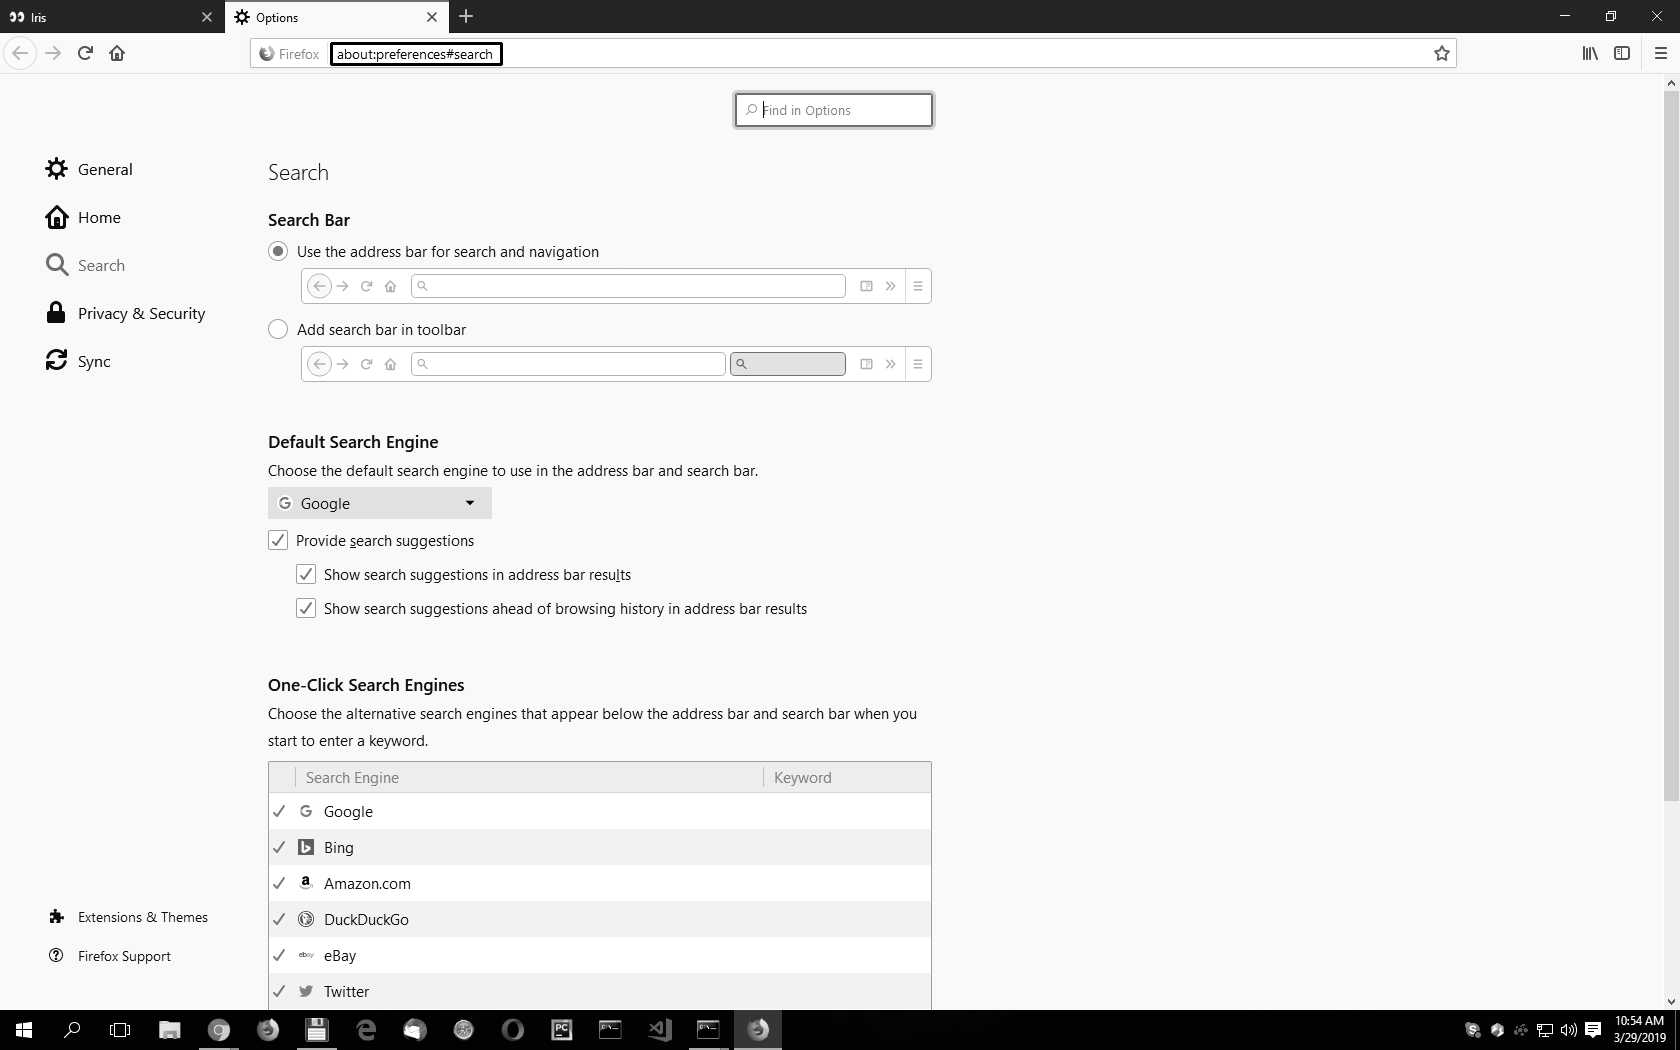 Iris
Options
Firefox
about:preferences#search
Find in Options
General
Home
Search
Privacy & Security
Sync
Extensions & Themes
Firefox Support
Search
Search Bar
Use the address bar for search and navigation
Add search bar in toolbar
Default Search Engine
Choose the default search engine to use in the address bar and search bar.
Google
Provide search suggestions
Show search suggestions in address bar results
Show search suggestions ahead of browsing history in address bar results
One-Click Search Engines
Choose the alternative search engines that appear below the address bar and search bar when you
start to enter a keyword.
Search Engine Keyword
Google
Bing
Amazon.com
DuckDuckGo
eBay
Twitter
PC
10:54 AM
3/29/2019